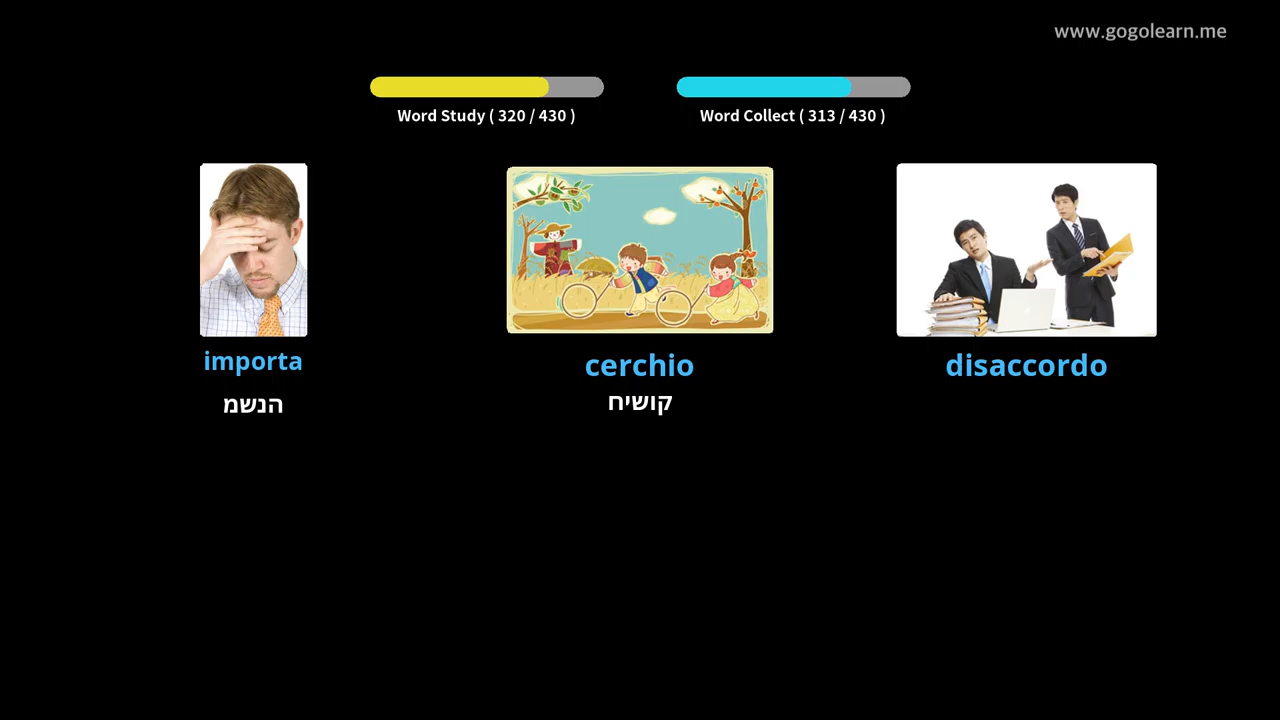 www.gogolearn.me
Word Study ( 320 / 430 )
Word Collect ( 313 / 430 )
importa
הנשמ
cerchio
קושיח
disaccordo